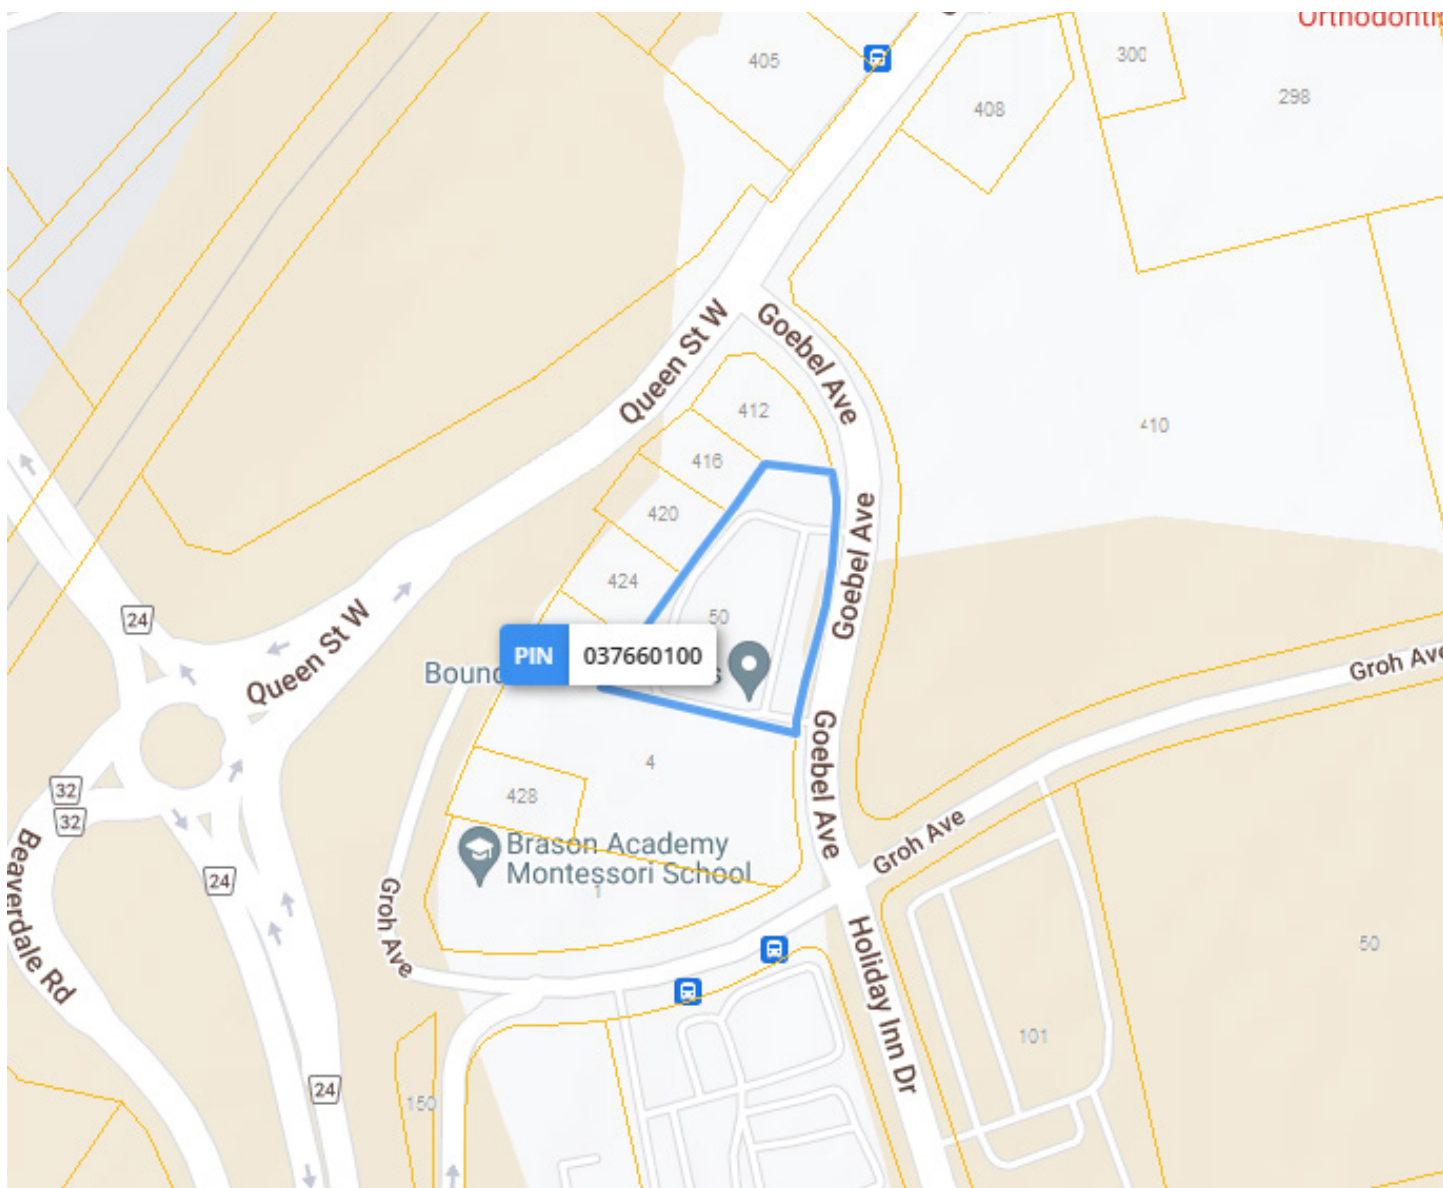 Orthodonti
405
300
298
408
Queen St W
Goebel Ave
412
410
416
420
Goebel Ave
424
50
24
PIN 037660100
Queen St W
Boun
s
Groh Ave
4
Goebel Ave
32
428
32
Groh Ave
Beaverdale Rd
Brason Academy
Montessori School
24
1
Groh Ave
Holiday Inn Dr
50
101
24
150